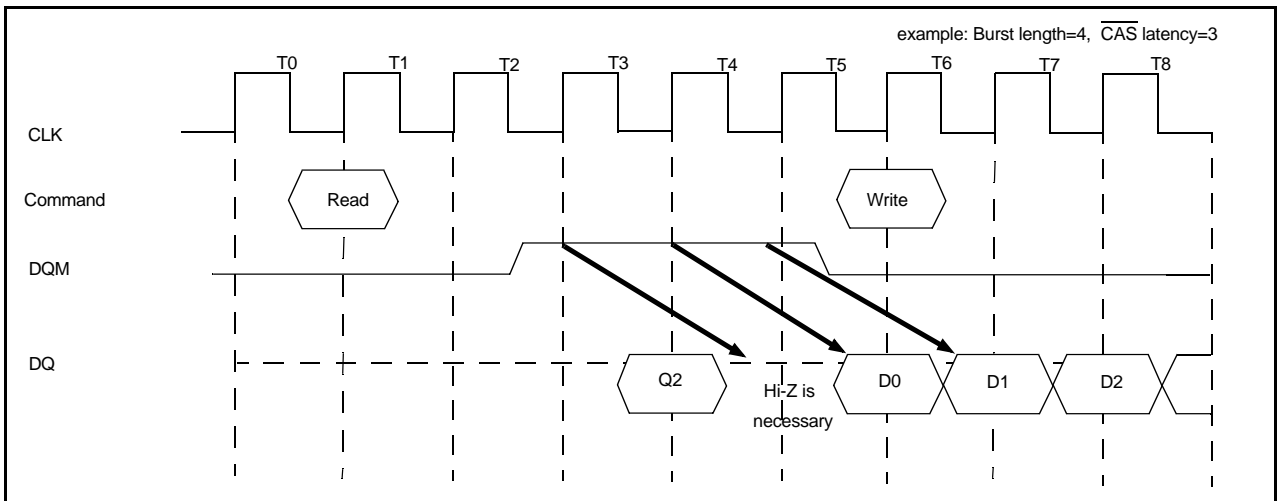 example: Burst length=4, CAS latency=3
T0 T1 T2 T3 T4 T5 T6 T7 T8
CLK
Command Read Write
DQM
DQ Q2 D0 D1 D2
Hi-Z is
necessary